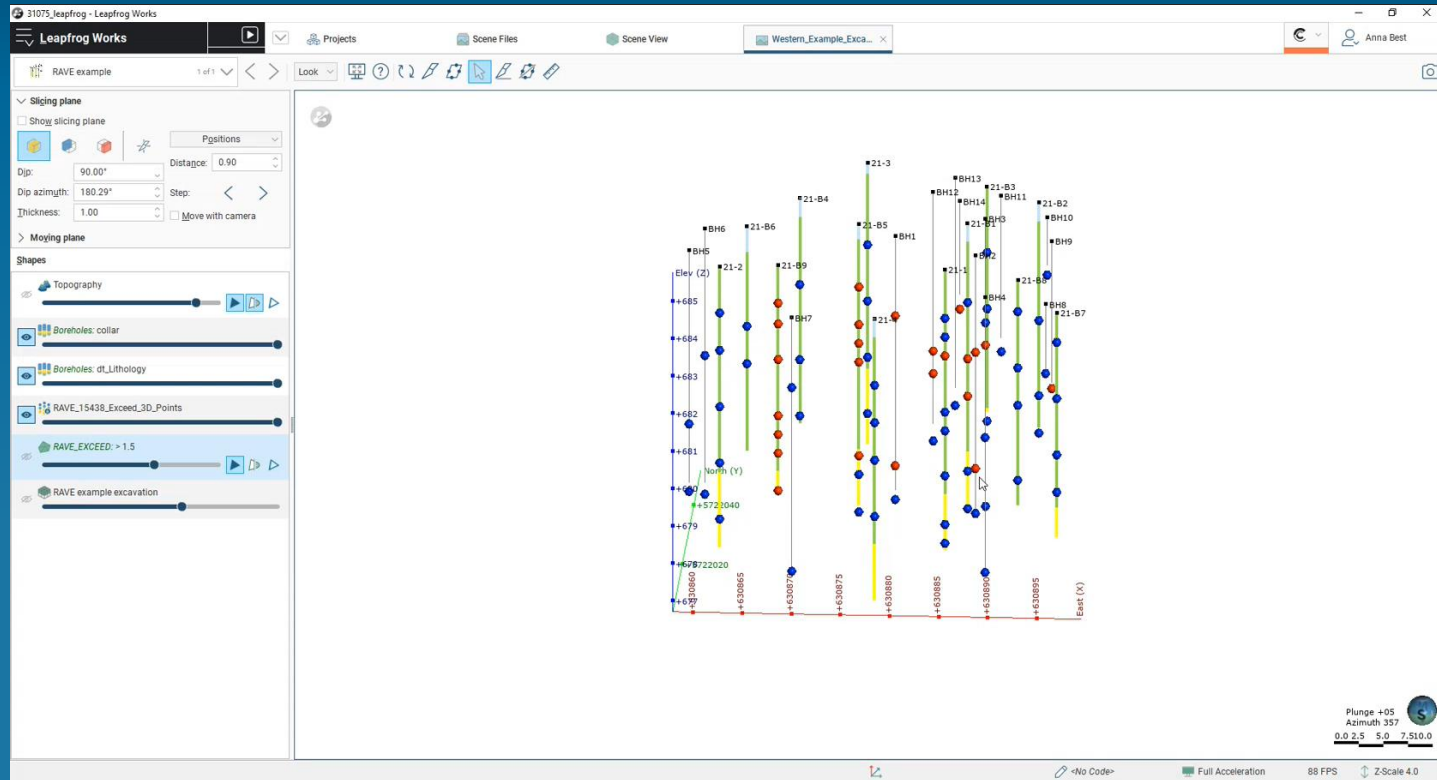 31075_leapfrog - Leapfrog Works
Leapfrog Works
Projects
Scene Files
Scene View
Western_Example_Exca...
Anna Best
RAVE example
1 of 1
Look
Slicing plane
Show slicing plane
Positions
Distance: 0.90
Dip: 90.00°
Dip azimuth: 180.29°
Step:
Thickness: 1.00
Move with camera
Moving plane
Shapes
Topography
Boreholes: collar
Boreholes: dt_Lithology
RAVE_15438_Exceed_3D_Points
RAVE_EXCEED: > 1.5
RAVE example excavation
21-3
BH13
BH12
21-B3
BH14
BH11
21-B4
21-B2
BH10
BH3
21-B1
21-B5
21-B6
BH6
BH1
BH9
BH5
BH2
21-2
21-B9
21-1
Elev (Z)
21-B8
BH4
BH8
21-B7
BH7
21-4
+685
+684
+683
+682
+681
North (Y)
+680
+5722040
+679
+678
+5722020
+677
+630860
+630865
+630870
+630875
+630880
+630885
+630890
+630895
East (X)
Plunge +05
Azimuth 357
S
0.0 2.5 5.0 7.510.0
<No Code>
Full Acceleration
88 FPS
Z-Scale 4.0